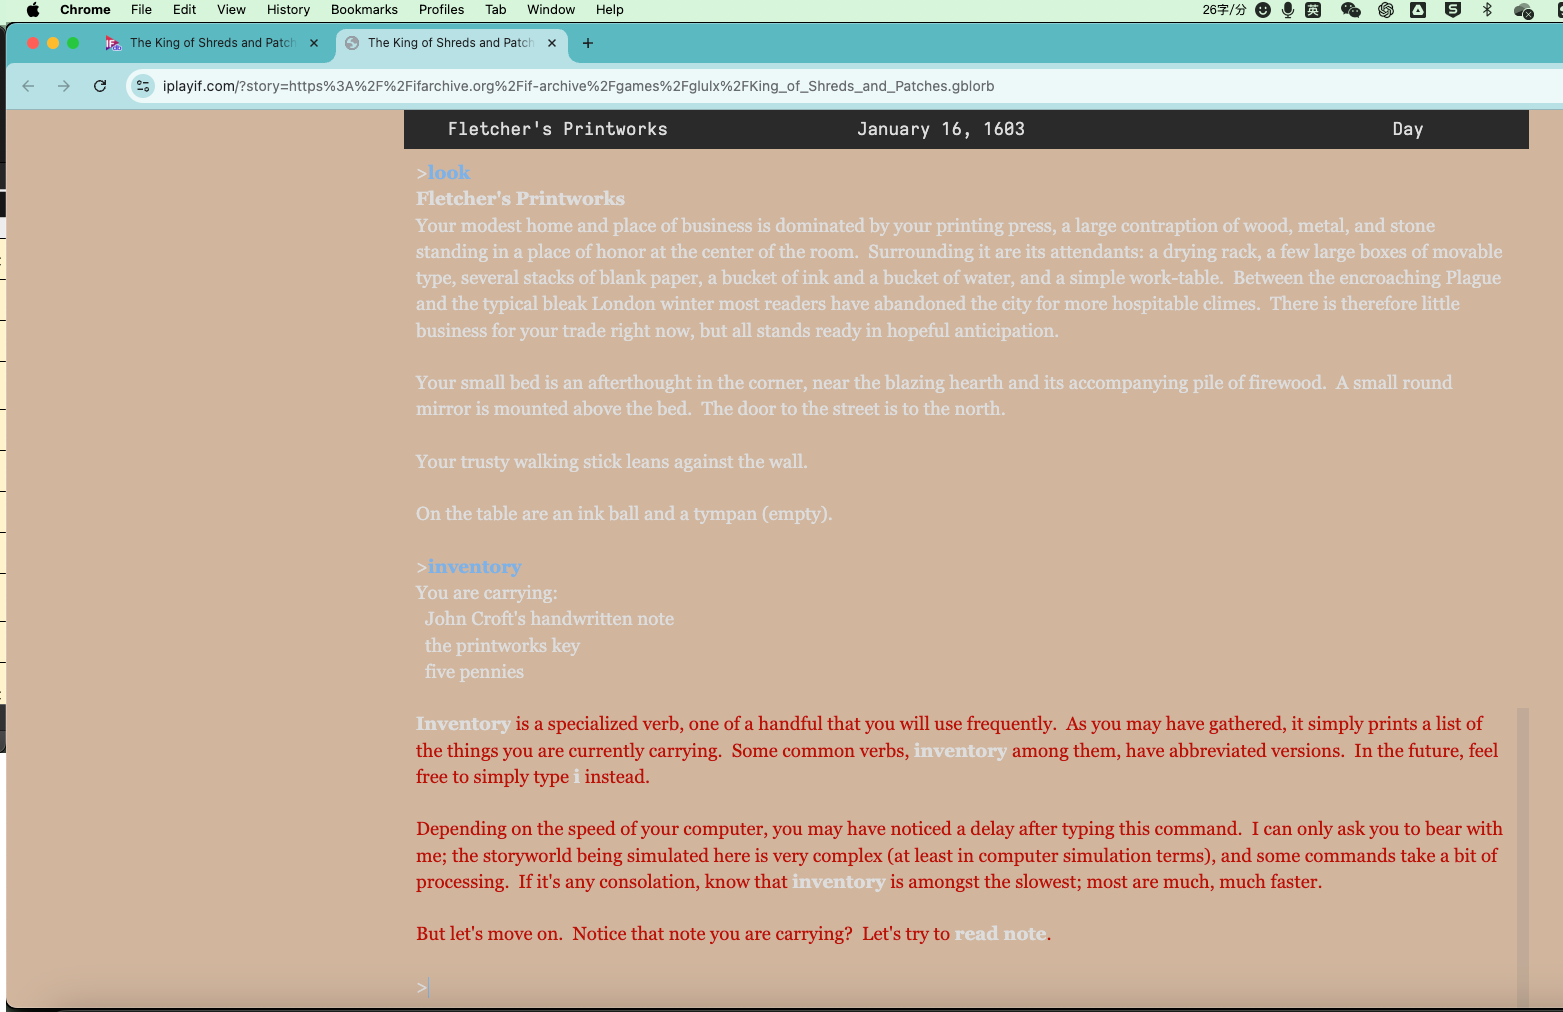 Chrome File Edit View History Bookmarks Profiles Tab Window Help 26字/分 英
The King of Shreds and Patch The King of Shreds and Patch
iplayif.com/?story=https%3A%2F%2Fifarchive.org%2Fif-archive%2Fgames%2Fglulx%2FKing_of_Shreds_and_Patches.gblorb
Fletcher's Printworks January 16, 1603 Day
>look
Fletcher's Printworks
Your modest home and place of business is dominated by your printing press, a large contraption of wood, metal, and stone
standing in a place of honor at the center of the room. Surrounding it are its attendants: a drying rack, a few large boxes of movable
type, several stacks of blank paper, a bucket of ink and a bucket of water, and a simple work-table. Between the encroaching Plague
and the typical bleak London winter most readers have abandoned the city for more hospitable climes. There is therefore little
business for your trade right now, but all stands ready in hopeful anticipation.
Your small bed is an afterthought in the corner, near the blazing hearth and its accompanying pile of firewood. A small round
mirror is mounted above the bed. The door to the street is to the north.
Your trusty walking stick leans against the wall.
On the table are an ink ball and a tympan (empty).
>inventory
You are carrying:
John Croft's handwritten note
the printworks key
five pennies
Inventory is a specialized verb, one of a handful that you will use frequently. As you may have gathered, it simply prints a list of
the things you are currently carrying. Some common verbs, inventory among them, have abbreviated versions. In the future, feel
free to simply type i instead.
Depending on the speed of your computer, you may have noticed a delay after typing this command. I can only ask you to bear with
me; the storyworld being simulated here is very complex (at least in computer simulation terms), and some commands take a bit of
processing. If it's any consolation, know that inventory is amongst the slowest; most are much, much faster.
But let's move on. Notice that note you are carrying? Let's try to read note.
>